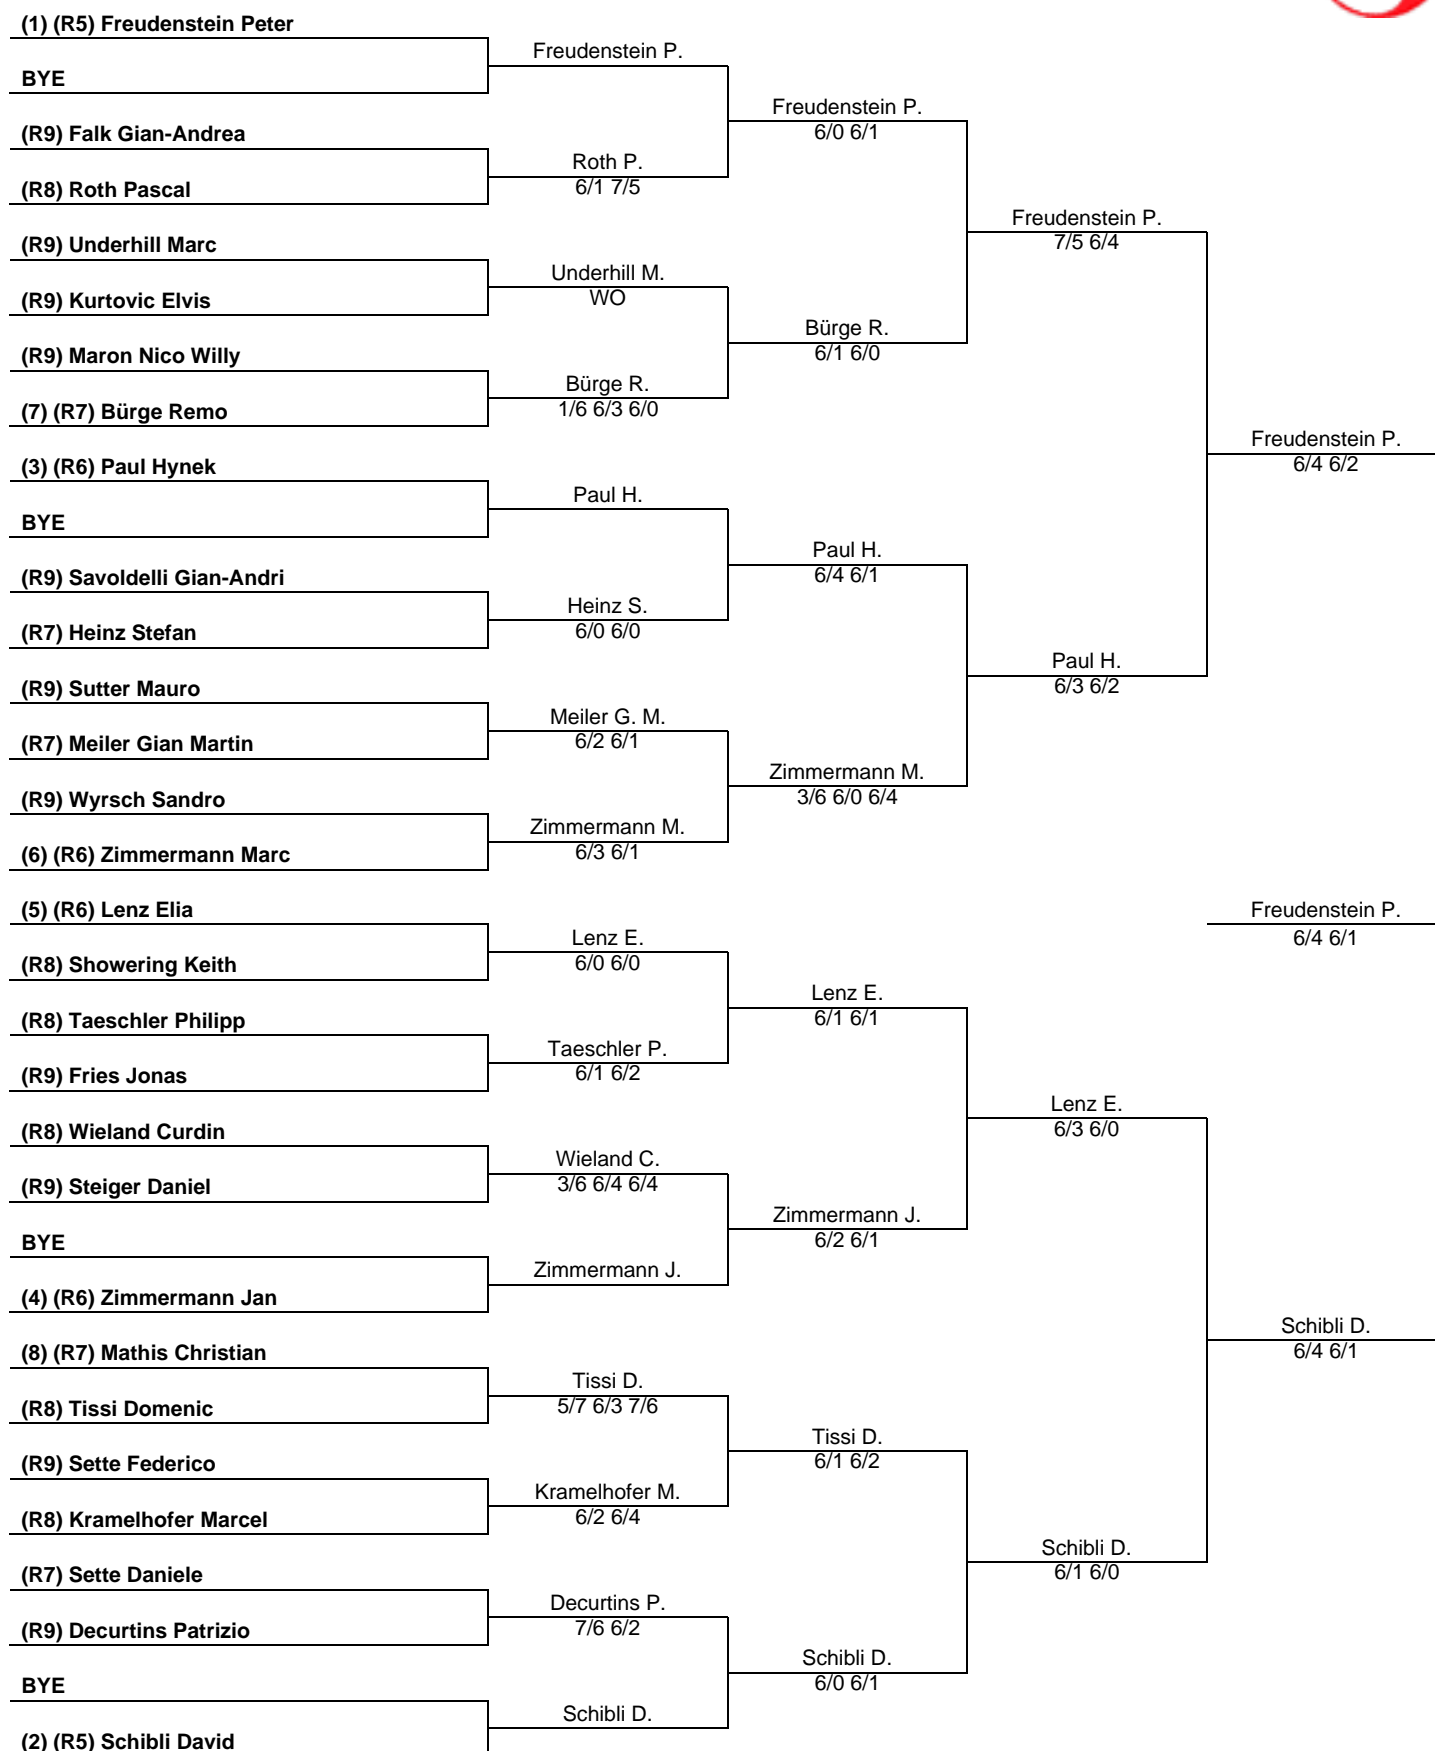 (1) (R5) Freudenstein Peter
BYE
(R9) Falk Gian-Andrea
(R8) Roth Pascal
(R9) Underhill Marc
(R9) Kurtovic Elvis
(R9) Maron Nico Willy
(7) (R7) Bürge Remo
(3) (R6) Paul Hynek
BYE
(R9) Savoldelli Gian-Andri
(R7) Heinz Stefan
(R9) Sutter Mauro
(R7) Meiler Gian Martin
(R9) Wyrsch Sandro
(6) (R6) Zimmermann Marc
(5) (R6) Lenz Elia
(R8) Showering Keith
(R8) Taeschler Philipp
(R9) Fries Jonas
(R8) Wieland Curdin
(R9) Steiger Daniel
BYE
(4) (R6) Zimmermann Jan
(8) (R7) Mathis Christian
(R8) Tissi Domenic
(R9) Sette Federico
(R8) Kramelhofer Marcel
(R7) Sette Daniele
(R9) Decurtins Patrizio
BYE
(2) (R5) Schibli David
Freudenstein P.
Roth P.
6/1 7/5
Underhill M.
WO
Bürge R.
1/6 6/3 6/0
Paul H.
Heinz S.
6/0 6/0
Meiler G. M.
6/2 6/1
Zimmermann M.
6/3 6/1
Lenz E.
6/0 6/0
Taeschler P.
6/1 6/2
Wieland C.
3/6 6/4 6/4
Zimmermann J.
Tissi D.
5/7 6/3 7/6
Kramelhofer M.
6/2 6/4
Decurtins P.
7/6 6/2
Schibli D.
Freudenstein P.
6/0 6/1
Bürge R.
6/1 6/0
Paul H.
6/4 6/1
Zimmermann M.
3/6 6/0 6/4
Lenz E.
6/1 6/1
Zimmermann J.
6/2 6/1
Tissi D.
6/1 6/2
Schibli D.
6/0 6/1
Freudenstein P.
7/5 6/4
Paul H.
6/3 6/2
Lenz E.
6/3 6/0
Schibli D.
6/1 6/0
Freudenstein P.
6/4 6/2
Freudenstein P.
6/4 6/1
Schibli D.
6/4 6/1